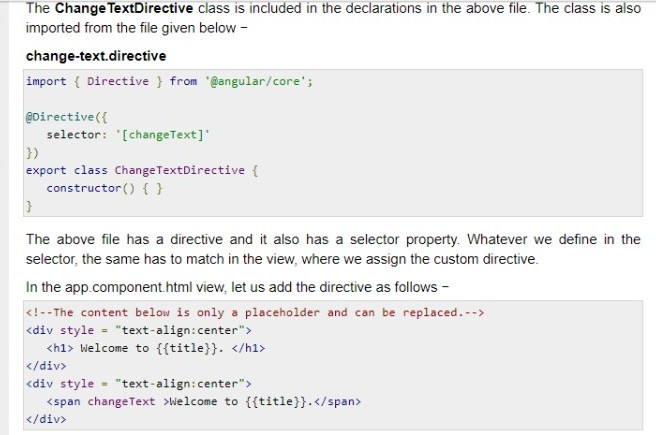 The ChangeTextDirective class is included in the declarations in the above file. The class is also
imported from the file given below −
change-text.directive
import { Directive } from '@angular/core';
@Directive({
selector: '[changeText]'
})
export class ChangeTextDirective {
constructor() { }
}
The above file has a directive and it also has a selector property. Whatever we define in the
selector, the same has to match in the view, where we assign the custom directive.
In the app.component.html view, let us add the directive as follows −
<!--The content below is only a placeholder and can be replaced.-->
<div style = "text-align:center">
<h1> Welcome to {{title}}. </h1>
</div>
<div style = "text-align:center">
<span changeText >Welcome to {{title}}.</span>
</div>